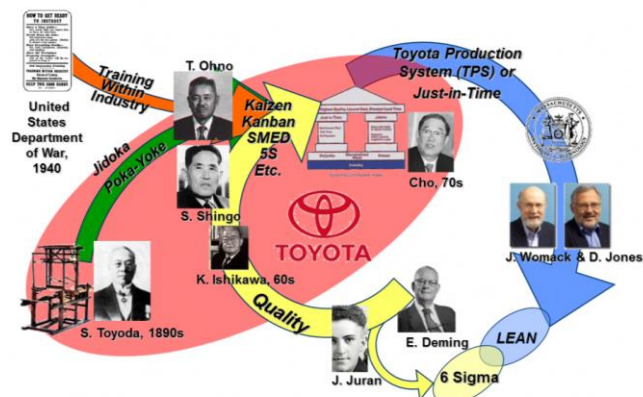 HOW TO GET READY
TO INSTRUCT
United
States
Department
of War,
1940
Training
Within
Industry
T. Ohno
Toyota Production
System (TPS) or
Just-in-Time
Kaizen
Kanban
SMED
5S
Etc.
Jidoka
Poka-Yoke
S. Shingo
Cho, 70s
TOYOTA
K. Ishikawa, 60s
S. Toyoda, 1890s
Quality
J. Womack & D. Jones
E. Deming
J. Juran
LEAN
6 Sigma